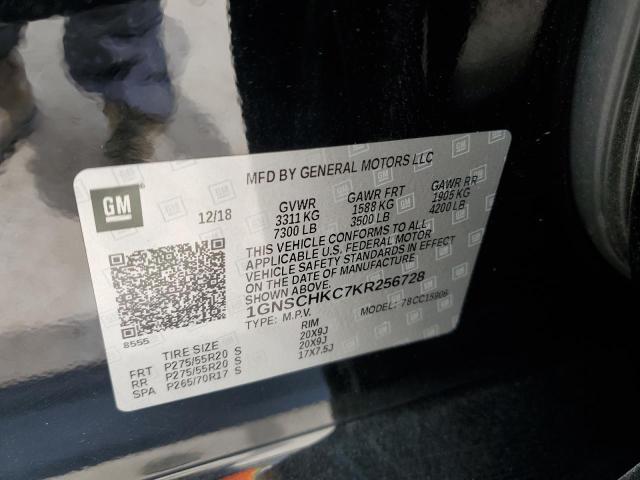 MFD BY GENERAL MOTORS LLC
GM
12/18
GVWR
3311 KG
7300 LB
GAWR FRT
1588 KG
3500 LB
GAWR RR
1905 KG
4200 LB
THIS VEHICLE CONFORMS TO ALL
APPLICABLE U.S. FEDERAL MOTOR
VEHICLE SAFETY STANDARDS IN EFFECT
ON THE DATE OF MANUFACTURE
SHOWN ABOVE.
1GNSCHKC7KR256728
TYPE: M.P.V.
MODEL: 78CC15906
8555
TIRE SIZE
RIM
FRT P275/55R20 S 20X9J
RR P275/55R20 S 20X9J
SPA P265/70R17 S 17X7.5J